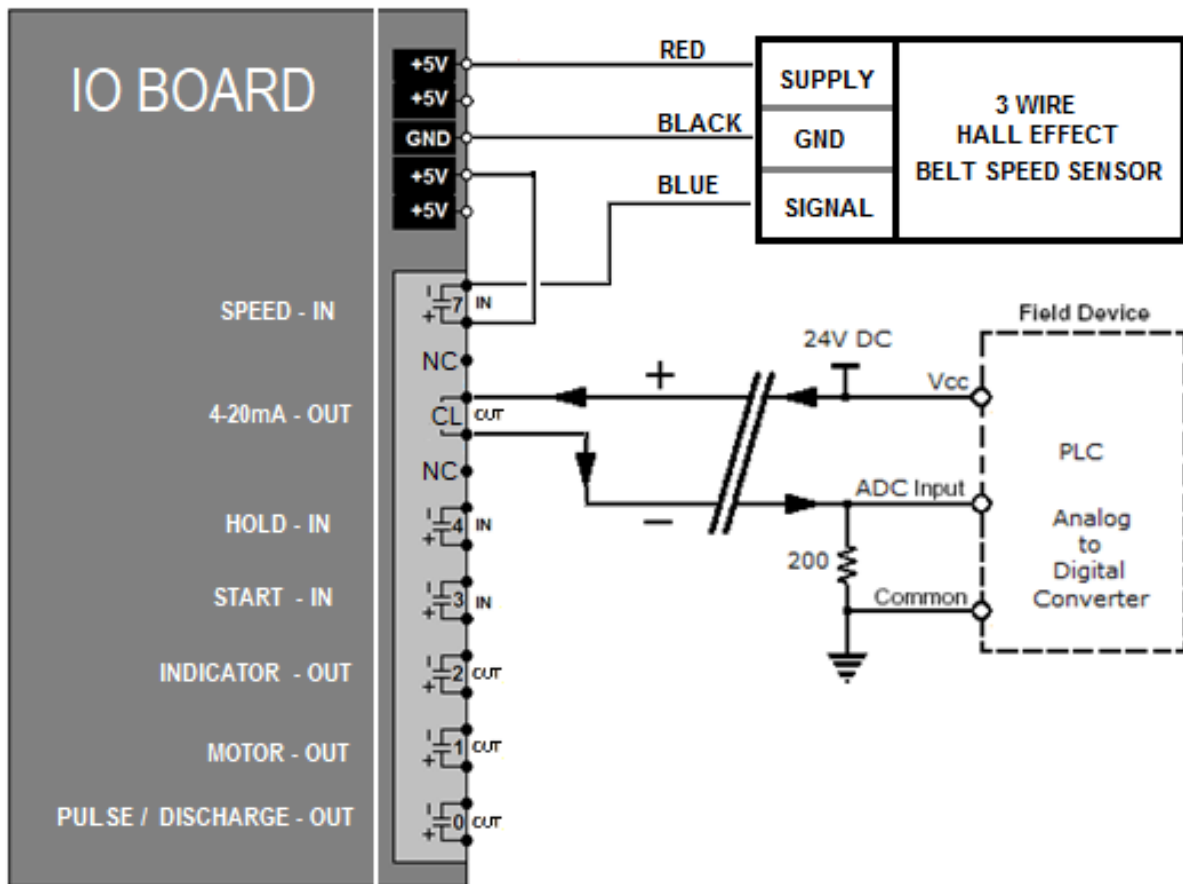 IO BOARD
+5V
+5V
GND
+5V
+5V
RED
BLACK
BLUE
SUPPLY
GND
SIGNAL
3 WIRE
HALL EFFECT
BELT SPEED SENSOR
SPEED - IN
- + 7 IN
NC
4-20mA - OUT
CL OUT
NC
HOLD - IN
- + 4 IN
START - IN
- + 3 IN
INDICATOR - OUT
- + 2 OUT
MOTOR - OUT
- + 1 OUT
PULSE / DISCHARGE - OUT
- + 0 OUT
+
−
24V DC
Field Device
Vcc
PLC
ADC Input
Analog
to
Digital
Converter
200
Common